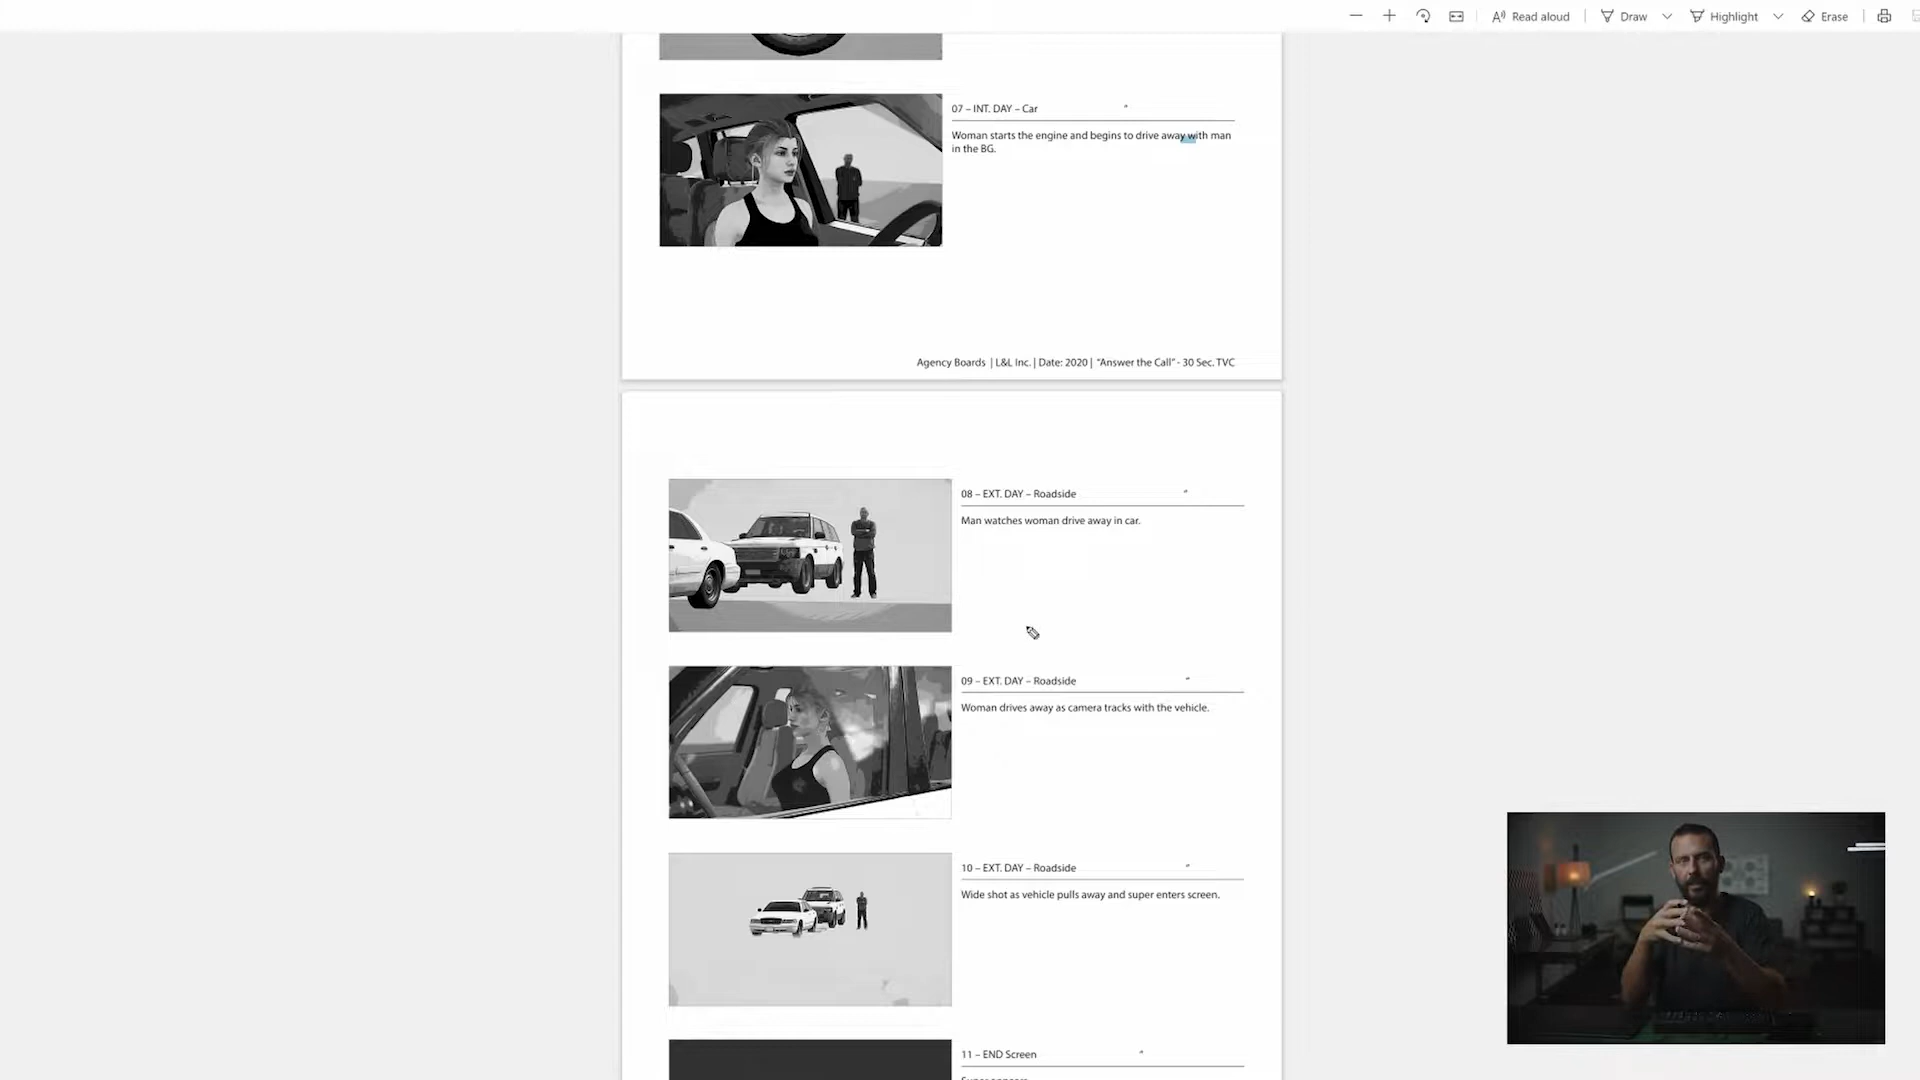 Read aloud
Draw
Highlight
Erase
07 – INT. DAY – Car
Woman starts the engine and begins to drive away with man
in the BG.
Agency Boards | L&L Inc. | Date: 2020 | “Answer the Call” - 30 Sec. TVC
08 – EXT. DAY – Roadside
Man watches woman drive away in car.
09 – EXT. DAY – Roadside
Woman drives away as camera tracks with the vehicle.
10 – EXT. DAY – Roadside
Wide shot as vehicle pulls away and super enters screen.
11 – END Screen